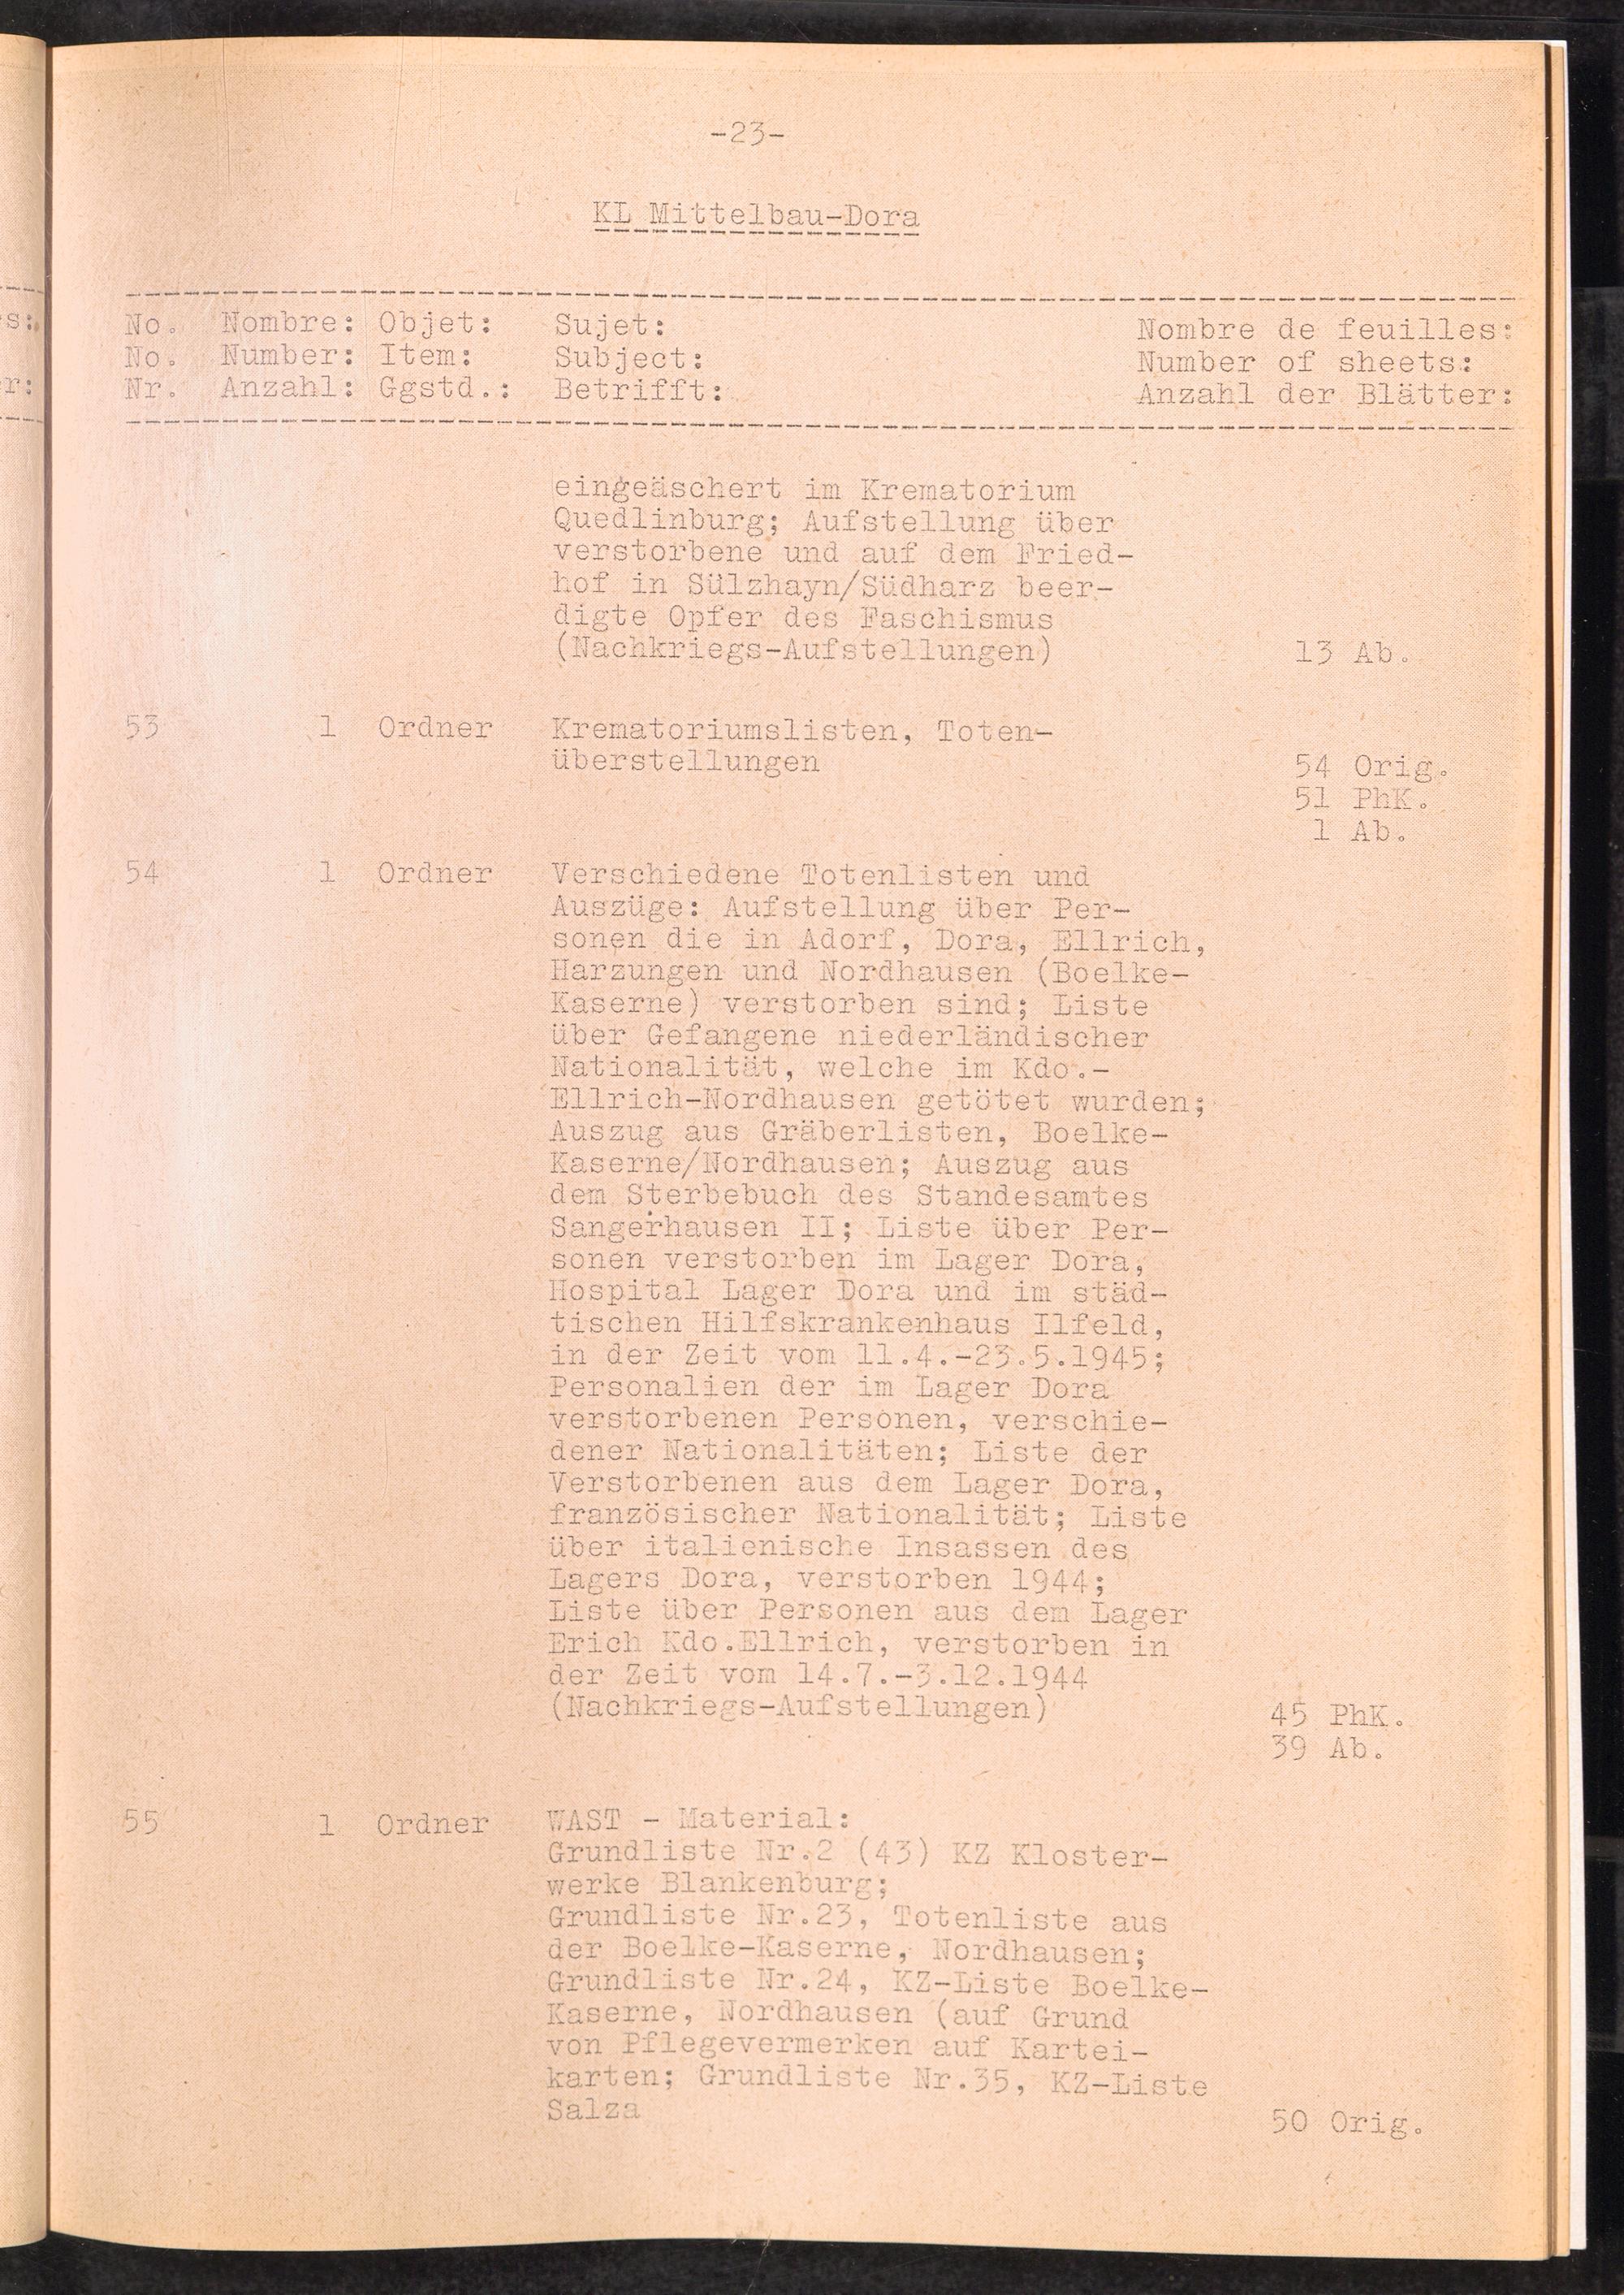 -23-
KL Mittelbau-Dora
No. Nombre: Objet: Sujet: Nombre de feuilles:
No. Number: Item: Subject: Number of sheets:
Nr. Anzahl: Ggstd.: Betrifft: Anzahl der Blätter:
eingeäschert im Krematorium
Quedlinburg; Aufstellung über
verstorbene und auf dem Fried-
hof in Sülzhayn/Südharz beer-
digte Opfer des Faschismus
(Nachkriegs-Aufstellungen) 13 Ab.
53 1 Ordner Krematoriumslisten, Toten-
überstellungen 54 Orig.
51 PhK.
1 Ab.
54 1 Ordner Verschiedene Totenlisten und
Auszüge: Aufstellung über Per-
sonen die in Adorf, Dora, Ellrich,
Harzungen und Nordhausen (Boelke-
Kaserne) verstorben sind; Liste
über Gefangene niederländischer
Nationalität, welche im Kdo.-
Ellrich-Nordhausen getötet wurden;
Auszug aus Gräberlisten, Boelke-
Kaserne/Nordhausen; Auszug aus
dem Sterbebuch des Standesamtes
Sangerhausen II; Liste über Per-
sonen verstorben im Lager Dora,
Hospital Lager Dora und im städ-
tischen Hilfskrankenhaus Ilfeld,
in der Zeit vom 11.4.-23.5.1945;
Personalien der im Lager Dora
verstorbenen Personen, verschie-
dener Nationalitäten; Liste der
Verstorbenen aus dem Lager Dora,
französischer Nationalität; Liste
über italienische Insassen des
Lagers Dora, verstorben 1944;
Liste über Personen aus dem Lager
Erich Kdo.Ellrich, verstorben in
der Zeit vom 14.7.-3.12.1944
(Nachkriegs-Aufstellungen) 45 PhK.
39 Ab.
55 1 Ordner WAST - Material:
Grundliste Nr.2 (43) KZ Kloster-
werke Blankenburg;
Grundliste Nr.23, Totenliste aus
der Boelke-Kaserne, Nordhausen;
Grundliste Nr.24, KZ-Liste Boelke-
Kaserne, Nordhausen (auf Grund
von Pflegevermerken auf Kartei-
karten; Grundliste Nr.35, KZ-Liste
Salza 50 Orig.